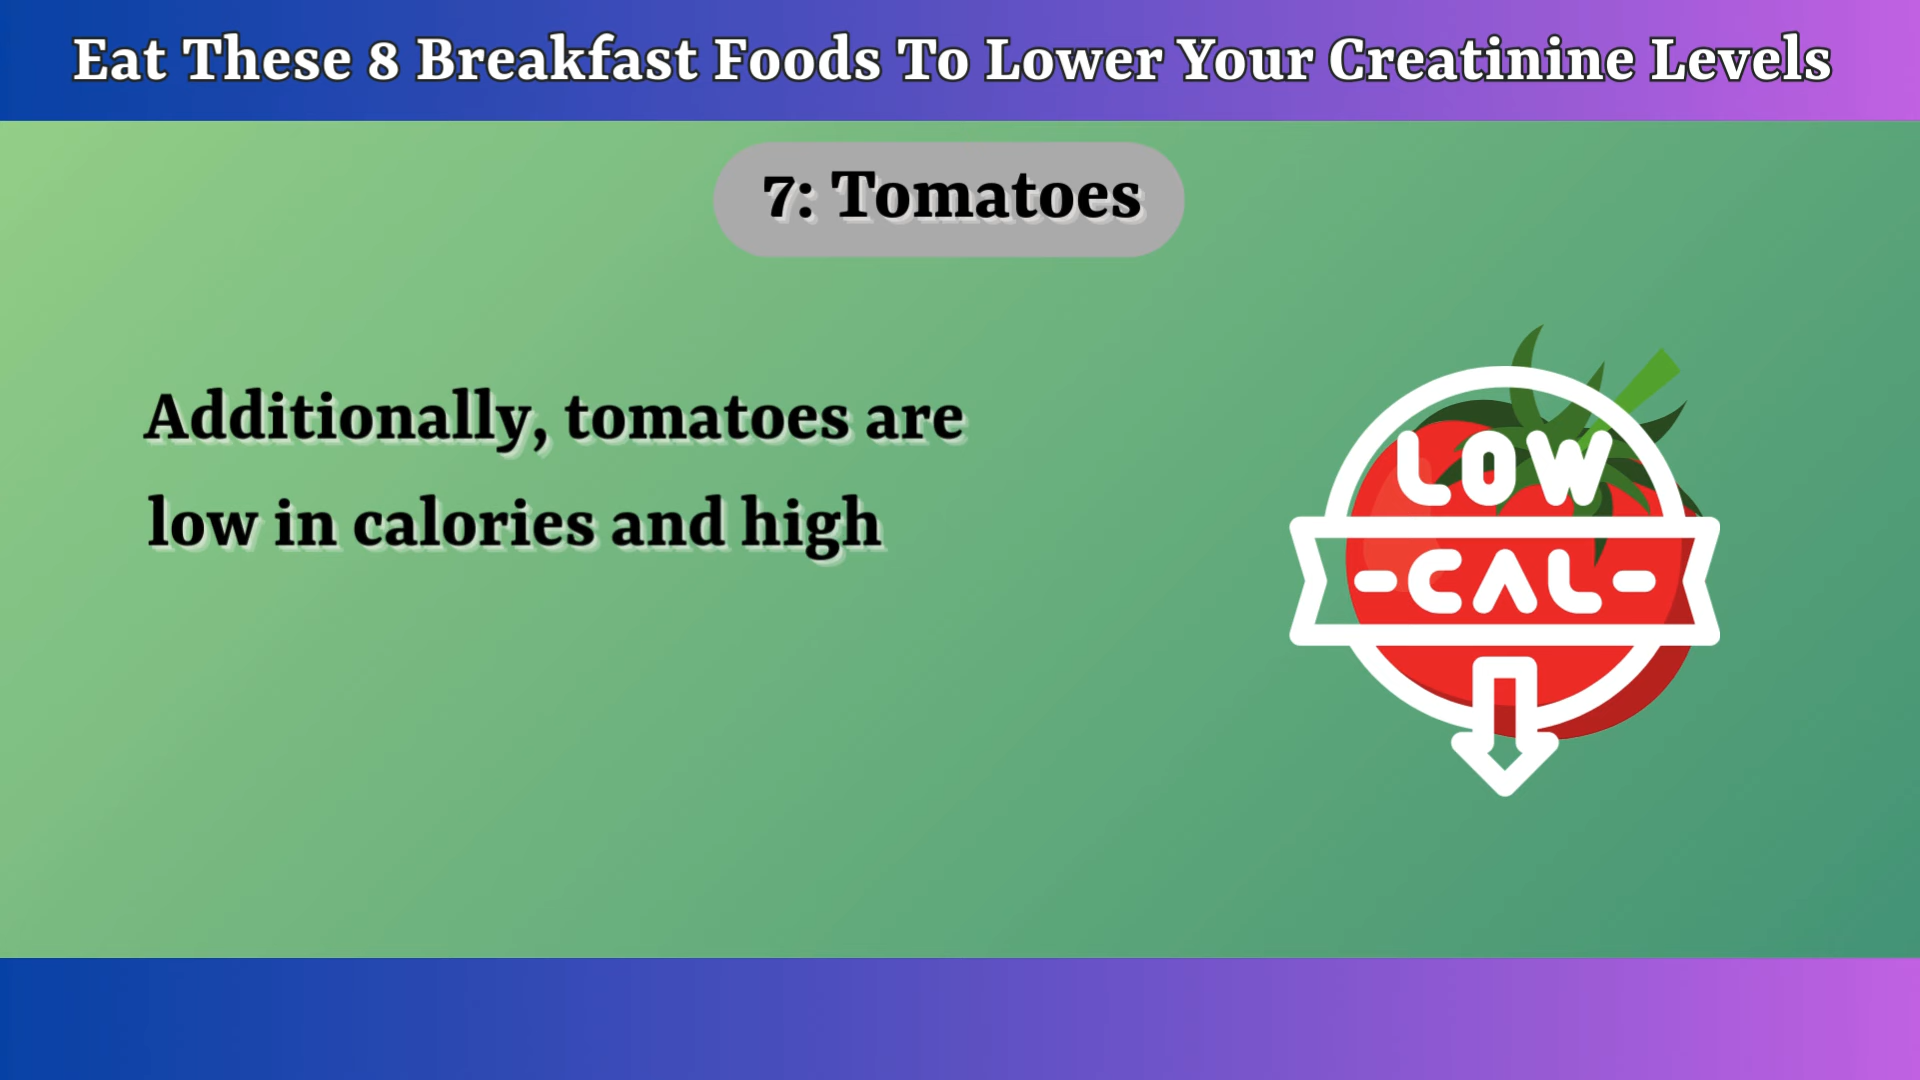 Eat These 8 Breakfast Foods To Lower Your Creatinine Levels
7: Tomatoes
Additionally, tomatoes are
low in calories and high
LOW
-CAL-